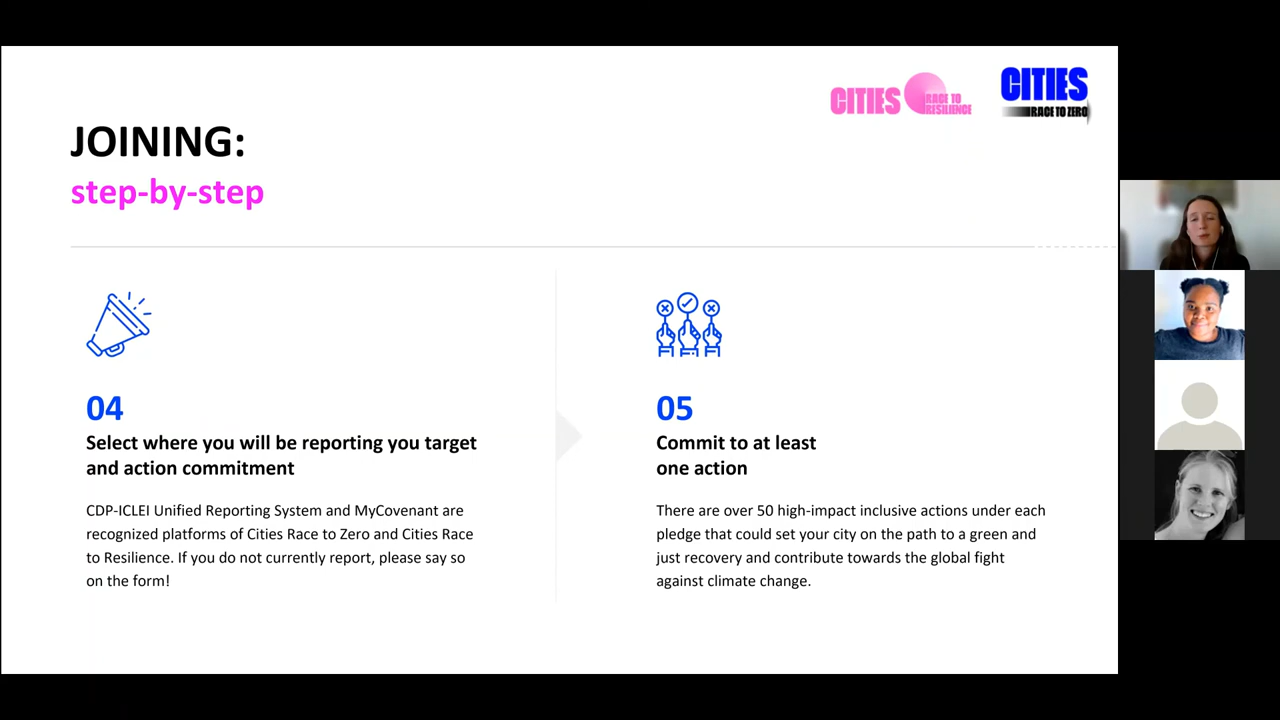 CITIES RACE TO
RESILIENCE
CITIES
RACE TO ZERO
JOINING:
step-by-step
04
Select where you will be reporting you target
and action commitment
CDP-ICLEI Unified Reporting System and MyCovenant are
recognized platforms of Cities Race to Zero and Cities Race
to Resilience. If you do not currently report, please say so
on the form!
05
Commit to at least
one action
There are over 50 high-impact inclusive actions under each
pledge that could set your city on the path to a green and
just recovery and contribute towards the global fight
against climate change.